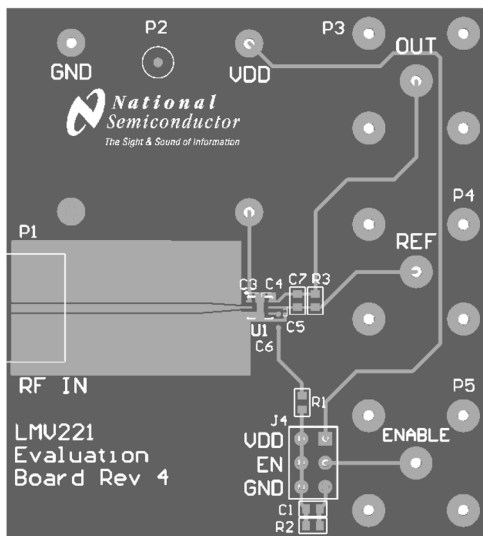 P2
P3
OUT
GND
VDD
National
Semiconductor
The Sight & Sound of Information
P1
P4
REF
C3 C4 C7 R3
U1 C5
C6
RF IN
R1
P5
J4
LMV221
Evaluation
Board Rev 4
VDD
EN
GND
ENABLE
C1
R2